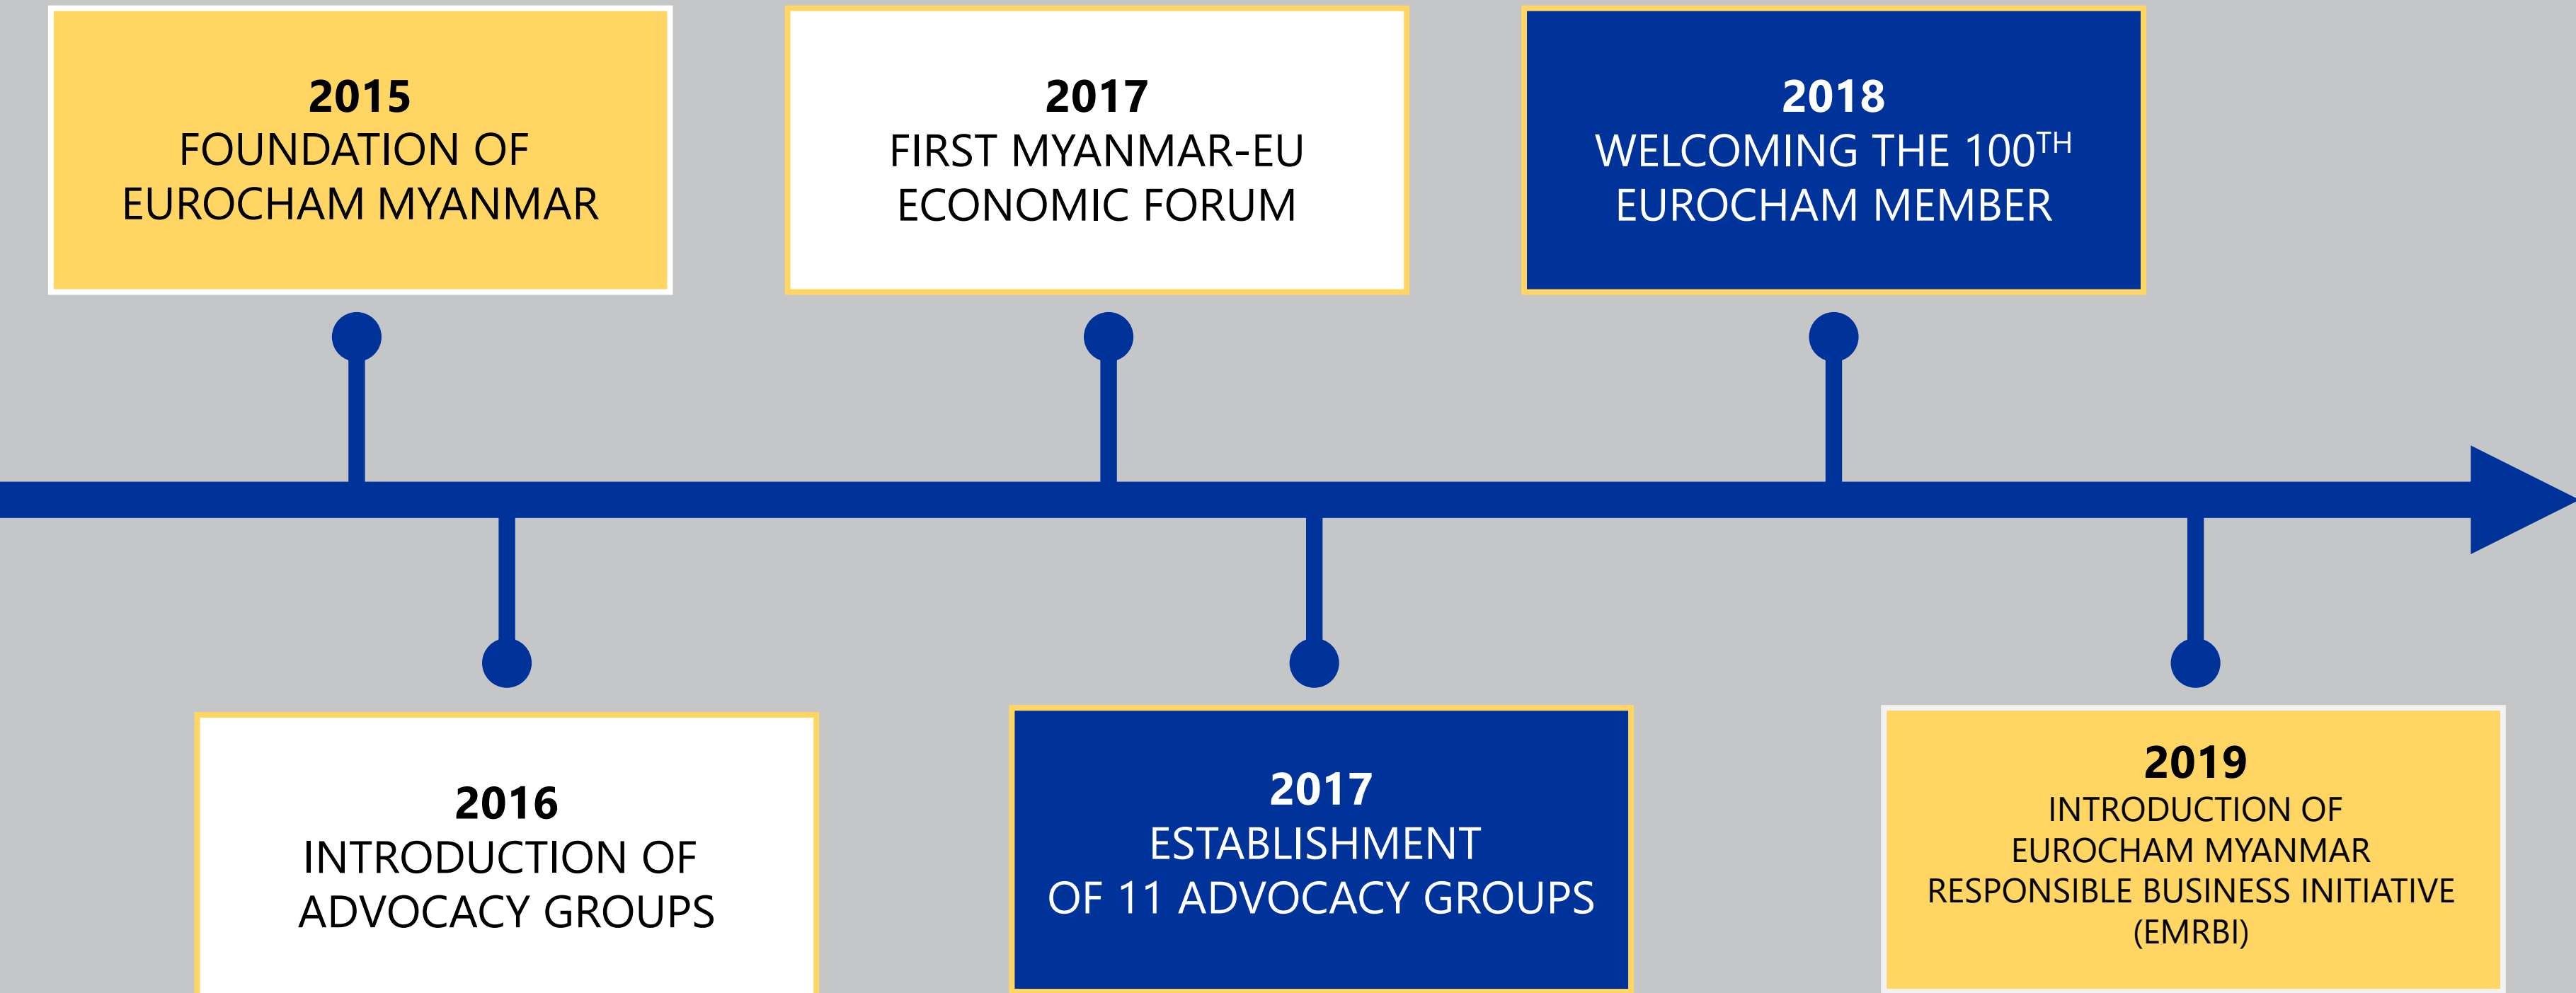 2015
FOUNDATION OF
EUROCHAM MYANMAR
2017
FIRST MYANMAR-EU
ECONOMIC FORUM
2018
WELCOMING THE 100TH
EUROCHAM MEMBER
2016
INTRODUCTION OF
ADVOCACY GROUPS
2017
ESTABLISHMENT
OF 11 ADVOCACY GROUPS
2019
INTRODUCTION OF
EUROCHAM MYANMAR
RESPONSIBLE BUSINESS INITIATIVE
(EMRBI)